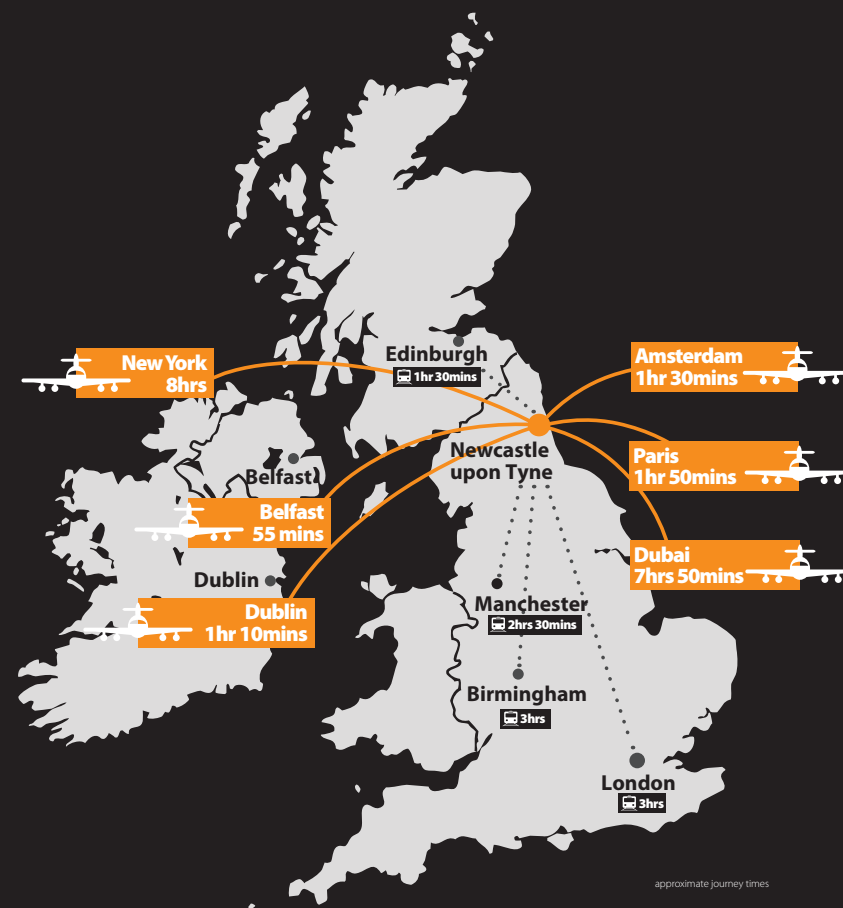 New York
8hrs
Edinburgh
1hr 30mins
Amsterdam
1hr 30mins
Newcastle
upon Tyne
Paris
1hr 50mins
Belfast
Belfast
55 mins
Dubai
7hrs 50mins
Dublin
Dublin
1hr 10mins
Manchester
2hrs 30mins
Birmingham
3hrs
London
3hrs
approximate journey times